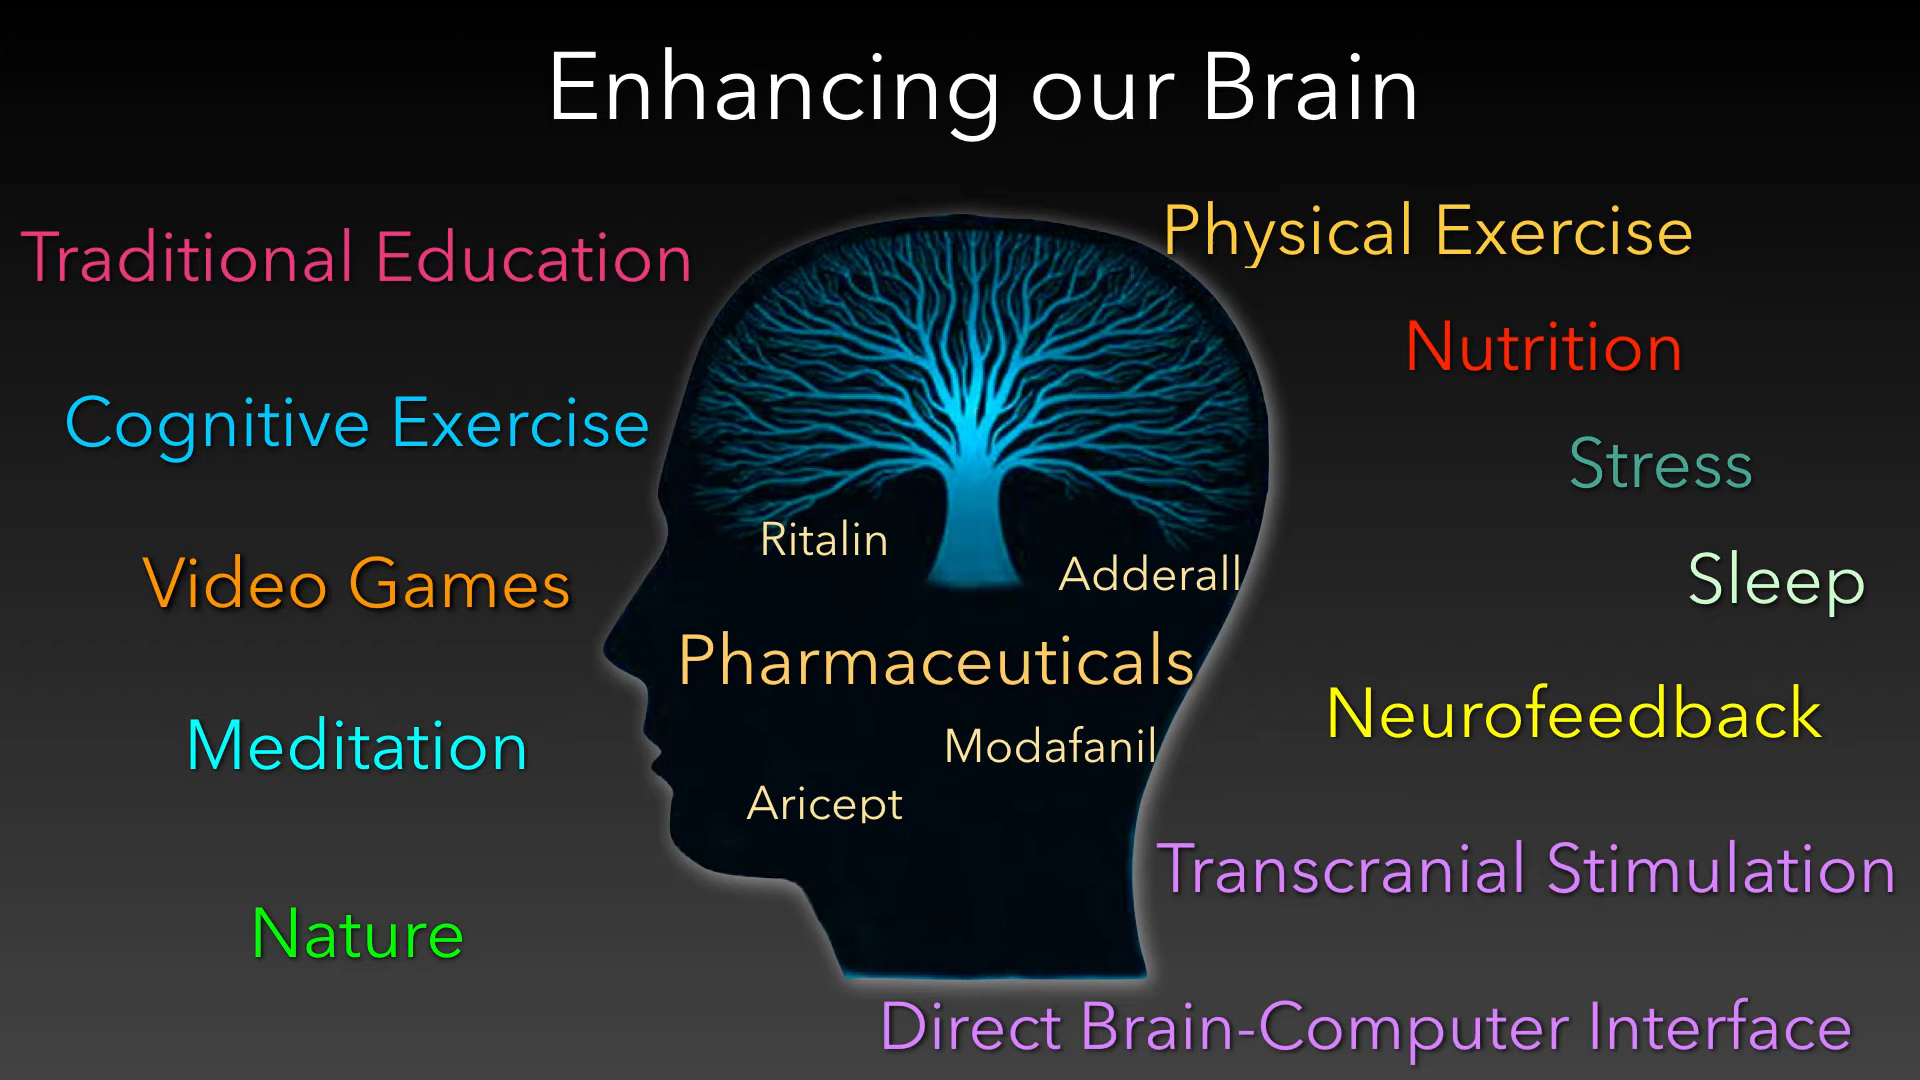 Enhancing our Brain
Traditional Education
Cognitive Exercise
Video Games
Meditation
Nature
Ritalin
Adderall
Pharmaceuticals
Modafanil
Aricept
Physical Exercise
Nutrition
Stress
Sleep
Neurofeedback
Transcranial Stimulation
Direct Brain-Computer Interface